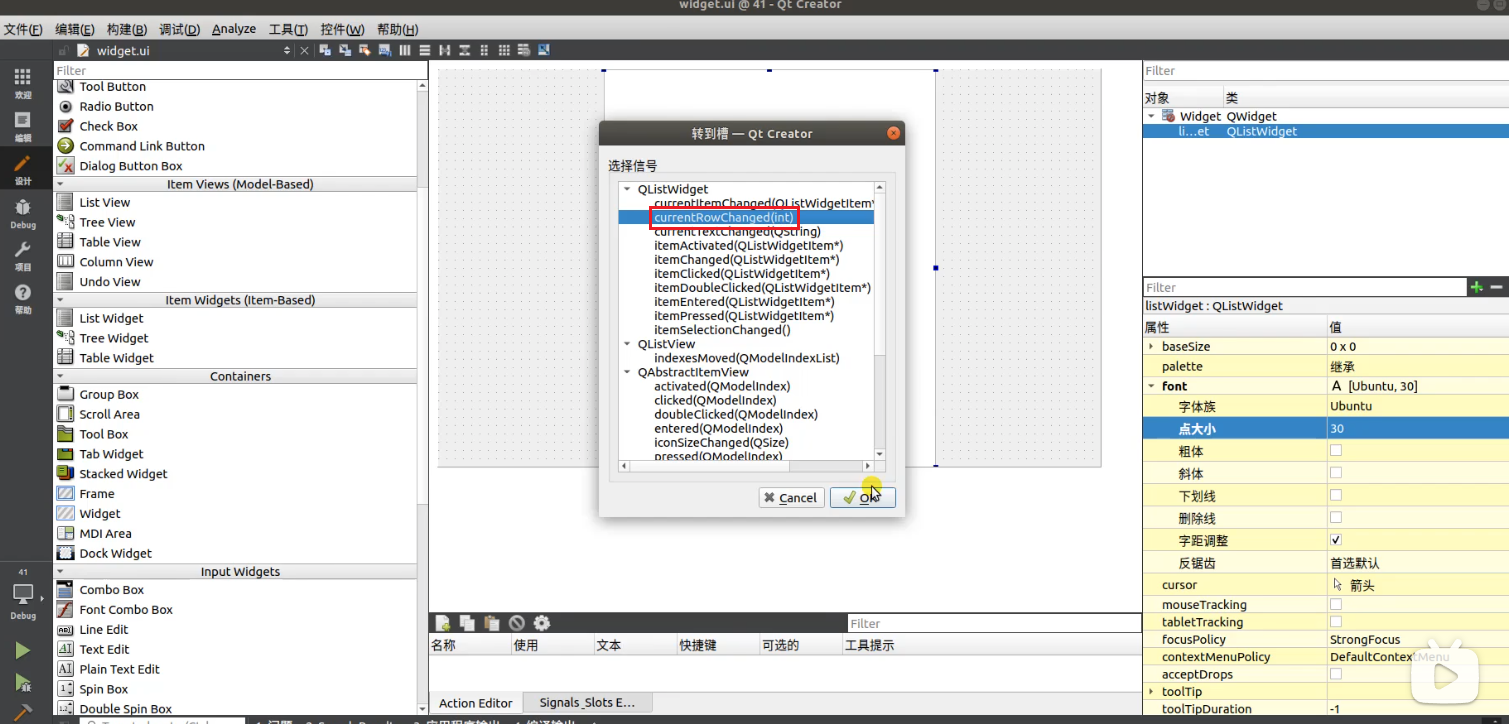 widget.ui @ 41 - Qt Creator
文件(F) 编辑(E) 构建(B) 调试(D) Analyze 工具(T) 控件(W) 帮助(H)
widget.ui
Filter
Tool Button
Radio Button
Check Box
Command Link Button
Dialog Button Box
Item Views (Model-Based)
List View
Tree View
Table View
Column View
Undo View
Item Widgets (Item-Based)
List Widget
Tree Widget
Table Widget
Containers
Group Box
Scroll Area
Tool Box
Tab Widget
Stacked Widget
Frame
Widget
MDI Area
Dock Widget
Input Widgets
Combo Box
Font Combo Box
Line Edit
Text Edit
Plain Text Edit
Spin Box
Double Spin Box
欢迎
编辑
设计
Debug
项目
帮助
41
Debug
转到槽 — Qt Creator
选择信号
QListWidget
currentItemChanged(QListWidgetItem*
currentRowChanged(int)
currentTextChanged(QString)
itemActivated(QListWidgetItem*)
itemChanged(QListWidgetItem*)
itemClicked(QListWidgetItem*)
itemDoubleClicked(QListWidgetItem*)
itemEntered(QListWidgetItem*)
itemPressed(QListWidgetItem*)
itemSelectionChanged()
QListView
indexesMoved(QModelIndexList)
QAbstractItemView
activated(QModelIndex)
clicked(QModelIndex)
doubleClicked(QModelIndex)
entered(QModelIndex)
iconSizeChanged(QSize)
pressed(QModelIndex)
Cancel OK
Filter
名称 使用 文本 快捷键 可选的 工具提示
Action Editor Signals_Slots E...
Filter
对象 类
Widget QWidget
li...et QListWidget
Filter
listWidget : QListWidget
属性 值
baseSize 0 x 0
palette 继承
font A [Ubuntu, 30]
字体族 Ubuntu
点大小 30
粗体
斜体
下划线
删除线
字距调整
反锯齿 首选默认
cursor 箭头
mouseTracking
tabletTracking
focusPolicy StrongFocus
contextMenuPolicy DefaultContextMenu
acceptDrops
toolTip
toolTipDuration -1